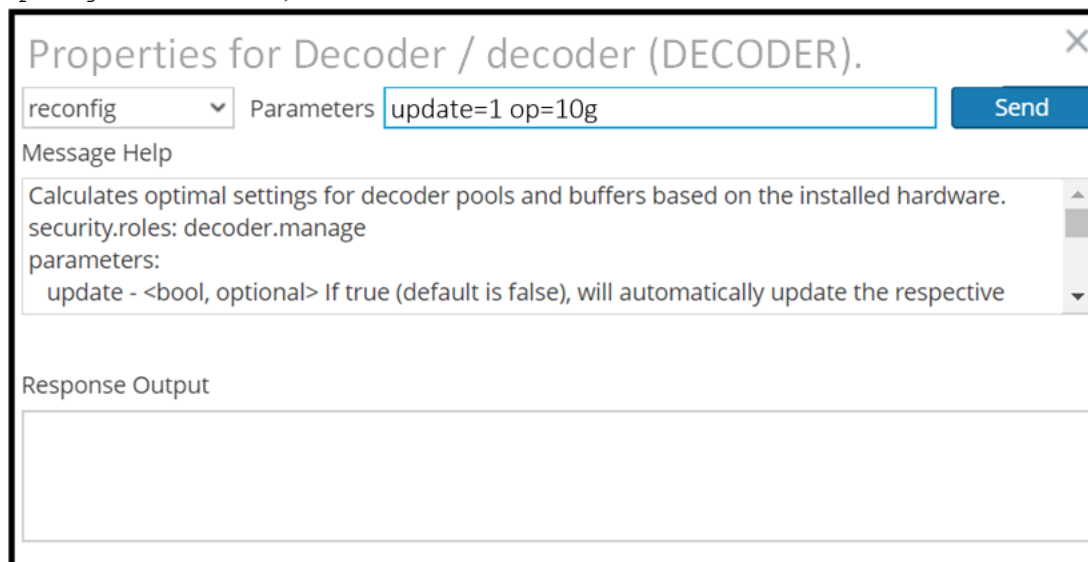 Properties for Decoder / decoder (DECODER).
reconfig Parameters update=1 op=10g Send
Message Help
Calculates optimal settings for decoder pools and buffers based on the installed hardware.
security.roles: decoder.manage
parameters:
update - <bool, optional> If true (default is false), will automatically update the respective
Response Output